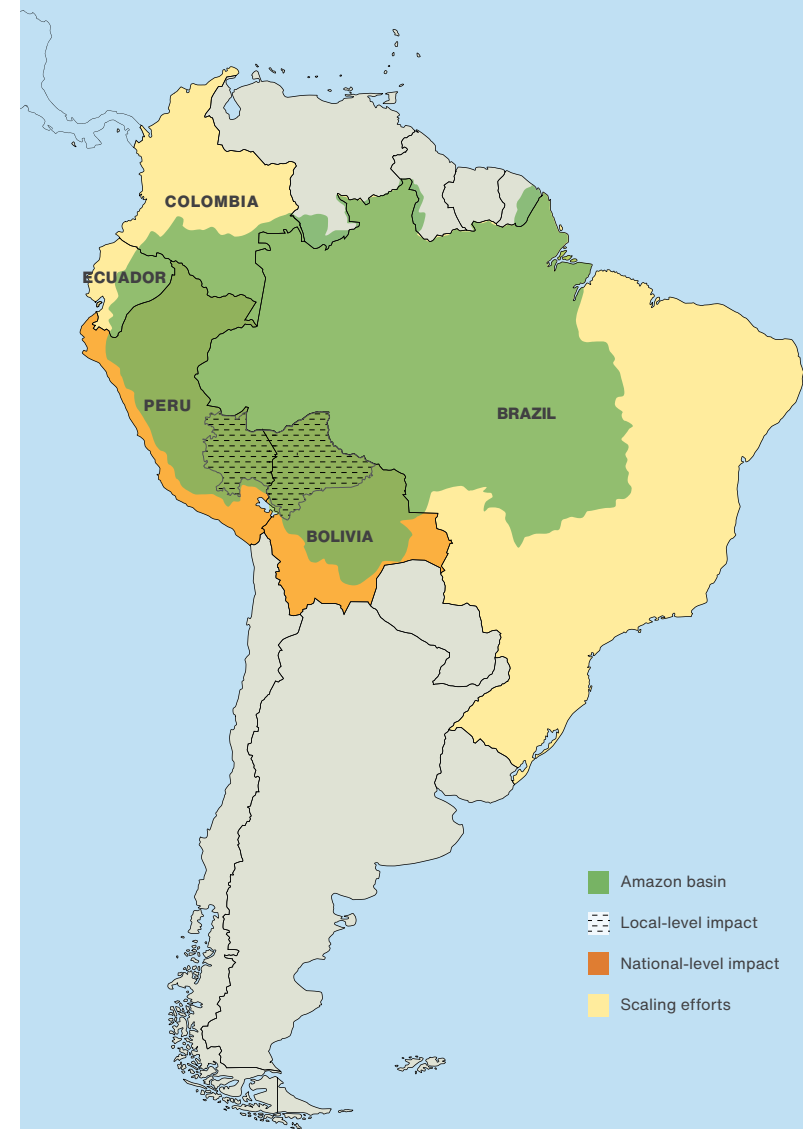 COLOMBIA
ECUADOR
PERU
BRAZIL
BOLIVIA
Amazon basin
Local-level impact
National-level impact
Scaling efforts